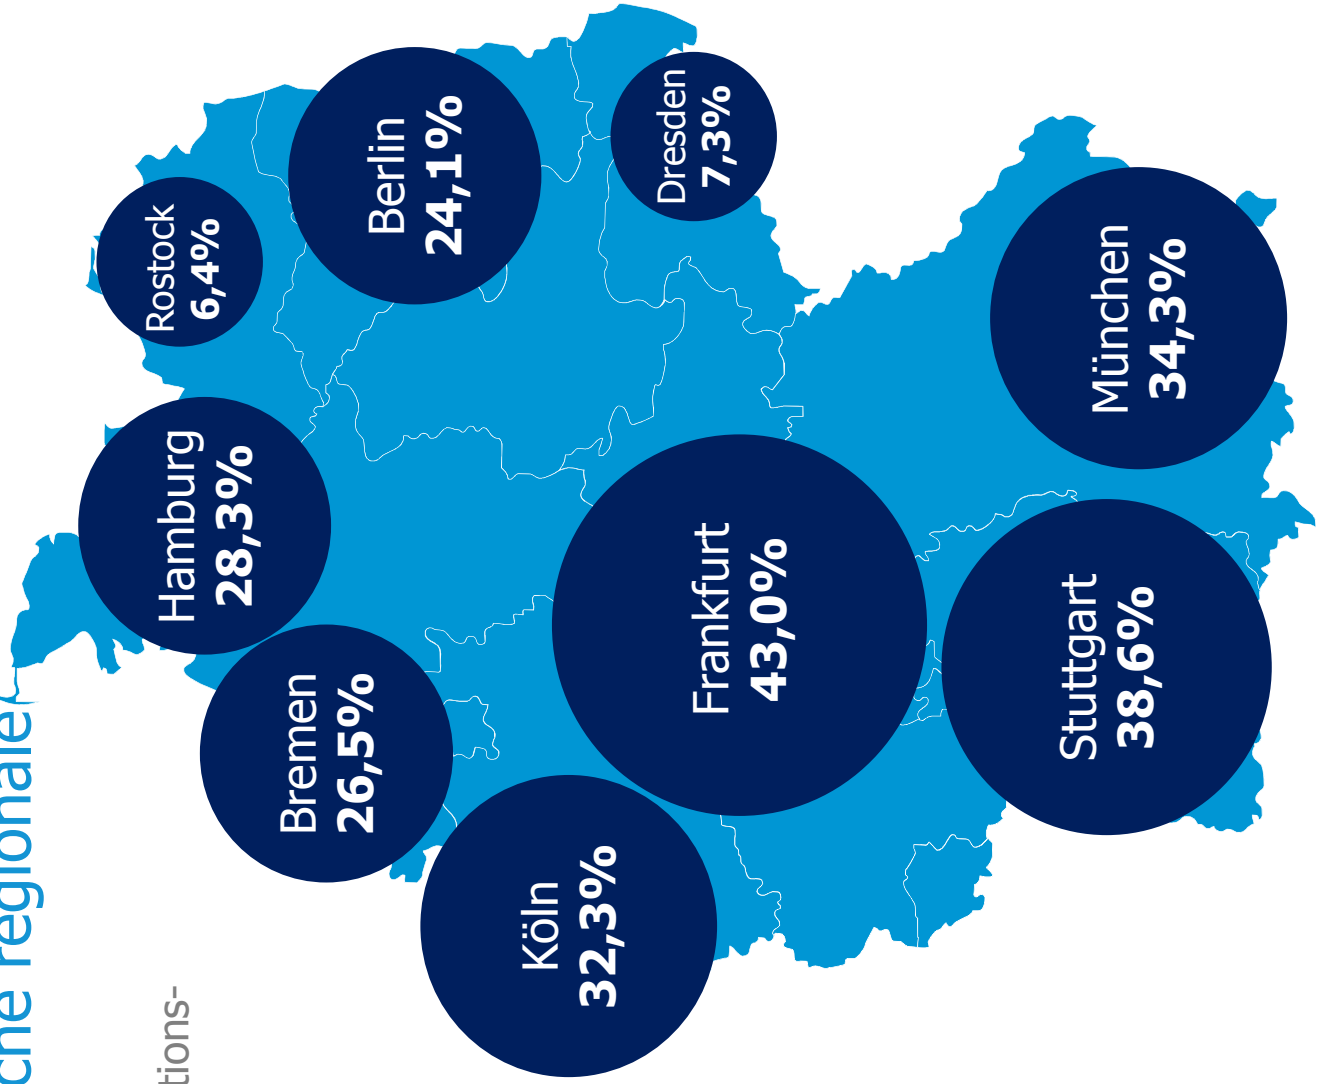 che regionale
tions-
Rostock
6,4%
Hamburg
28,3%
Berlin
24,1%
Bremen
26,5%
Dresden
7,3%
Köln
32,3%
Frankfurt
43,0%
Stuttgart
38,6%
München
34,3%